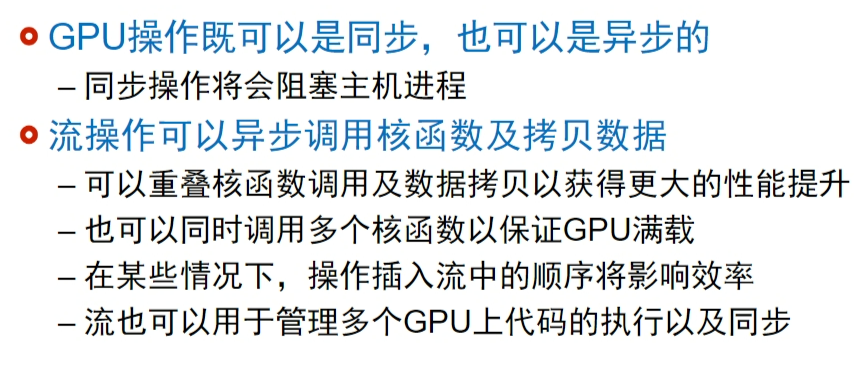 GPU操作既可以是同步，也可以是异步的
– 同步操作将会阻塞主机进程
流操作可以异步调用核函数及拷贝数据
– 可以重叠核函数调用及数据拷贝以获得更大的性能提升
– 也可以同时调用多个核函数以保证GPU满载
– 在某些情况下，操作插入流中的顺序将影响效率
– 流也可以用于管理多个GPU上代码的执行以及同步